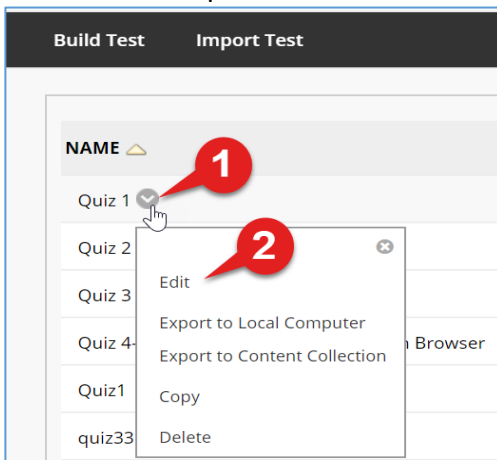 Build Test Import Test
NAME
1
Quiz 1
Quiz 2
2
Edit
Quiz 3
Export to Local Computer
Quiz 4- Browser
Export to Content Collection
Quiz1
Copy
quiz33
Delete